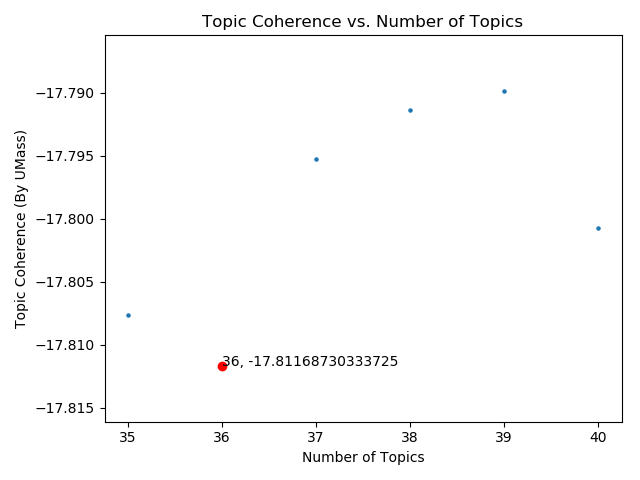 Topic Coherence vs. Number of Topics
Topic Coherence (By UMass)
−17.790
−17.795
−17.800
−17.805
−17.810
−17.815
36, -17.81168730333725
35 36 37 38 39 40
Number of Topics